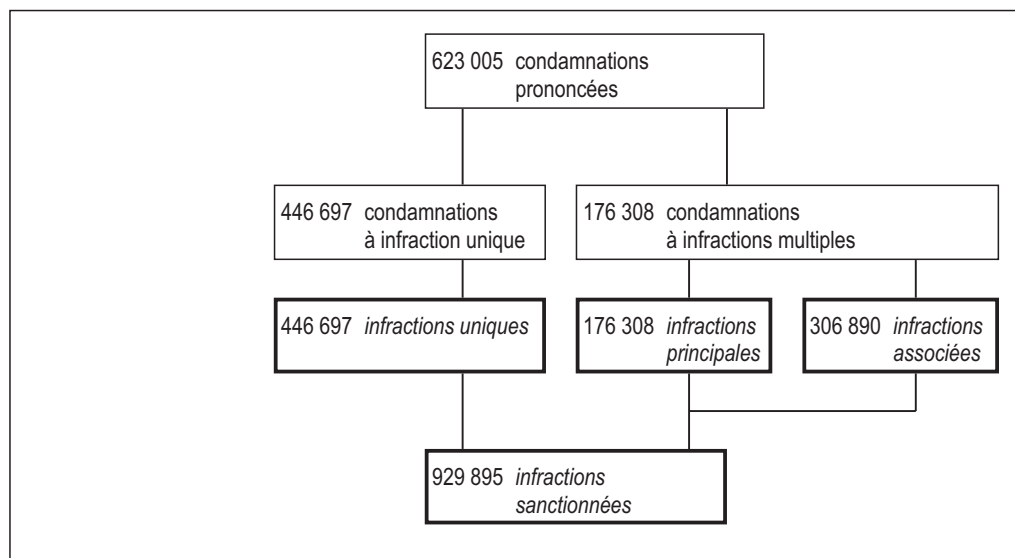 623 005 condamnations
prononcées
446 697 condamnations
à infraction unique
176 308 condamnations
à infractions multiples
446 697 infractions uniques
176 308 infractions
principales
306 890 infractions
associées
929 895 infractions
sanctionnées